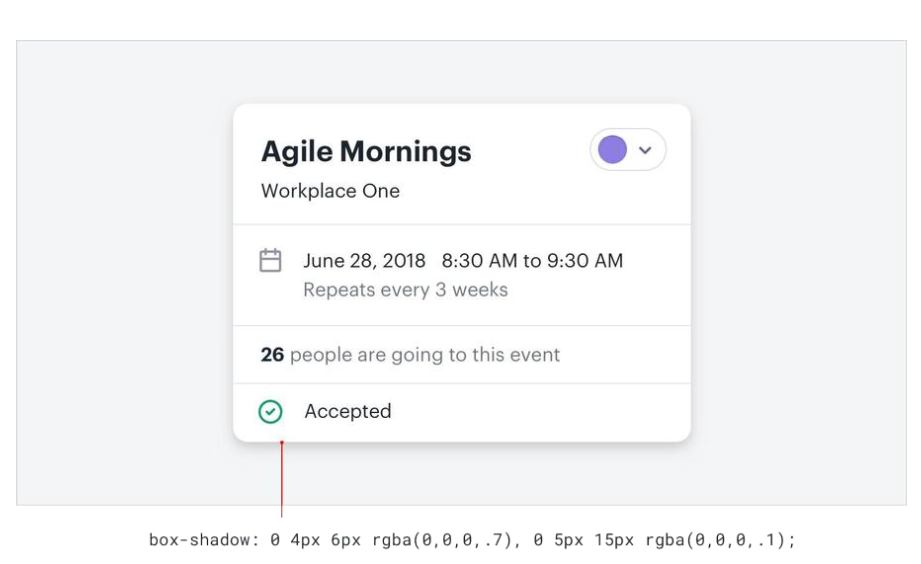 Agile Mornings
Workplace One
June 28, 2018 8:30 AM to 9:30 AM
Repeats every 3 weeks
26 people are going to this event
Accepted
box-shadow: 0 4px 6px rgba(0,0,0,.7), 0 5px 15px rgba(0,0,0,.1);